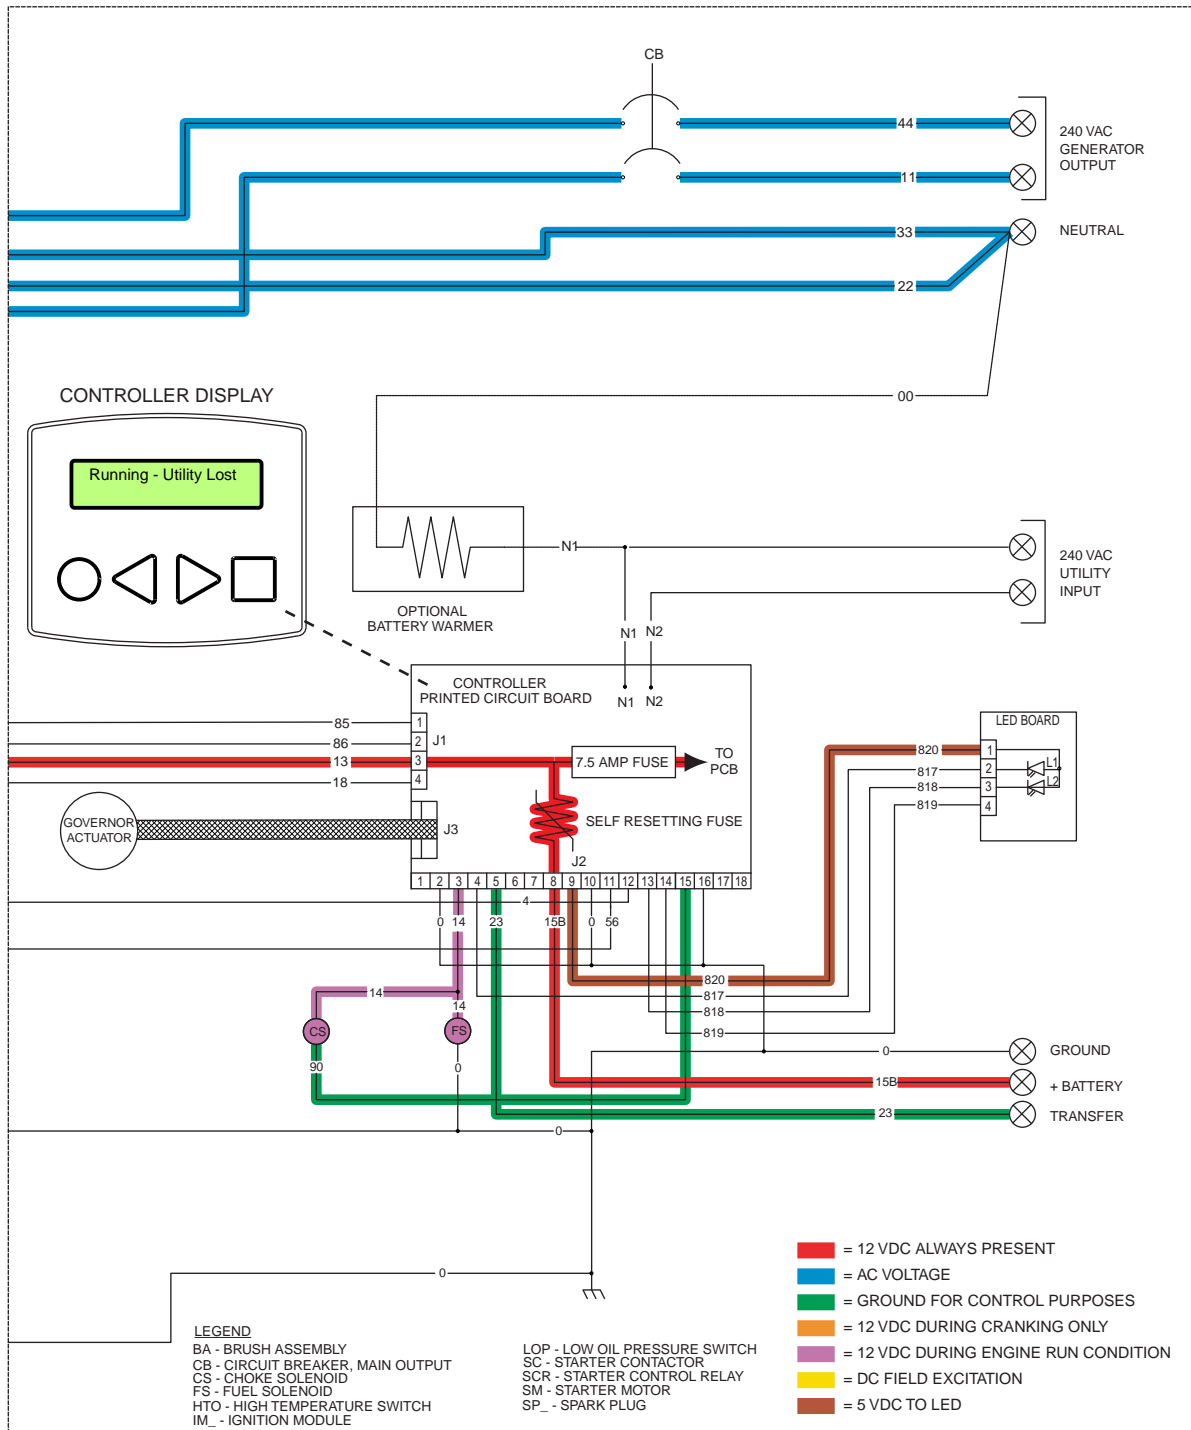 CB
44
240 VAC
GENERATOR
OUTPUT
11
33
NEUTRAL
22
CONTROLLER DISPLAY
00
Running - Utility Lost
N1
240 VAC
UTILITY
INPUT
OPTIONAL
BATTERY WARMER
N1
N2
CONTROLLER
PRINTED CIRCUIT BOARD
N1
N2
85
1
86
2
J1
13
3
7.5 AMP FUSE
TO
PCB
18
4
LED BOARD
820
1
817
2
L1
818
3
L2
819
4
GOVERNOR
ACTUATOR
J3
SELF RESETTING FUSE
J2
1 2 3 4 5 6 7 8 9 10 11 12 13 14 15 16 17 18
4
0
14
23
15B
0
56
820
14
817
14
818
819
CS
FS
90
0
0
GROUND
15B
+ BATTERY
23
TRANSFER
0
0
= 12 VDC ALWAYS PRESENT
= AC VOLTAGE
= GROUND FOR CONTROL PURPOSES
= 12 VDC DURING CRANKING ONLY
= 12 VDC DURING ENGINE RUN CONDITION
= DC FIELD EXCITATION
= 5 VDC TO LED
LEGEND
BA - BRUSH ASSEMBLY
CB - CIRCUIT BREAKER, MAIN OUTPUT
CS - CHOKE SOLENOID
FS - FUEL SOLENOID
HTO - HIGH TEMPERATURE SWITCH
IM_ - IGNITION MODULE
LOP - LOW OIL PRESSURE SWITCH
SC - STARTER CONTACTOR
SCR - STARTER CONTROL RELAY
SM - STARTER MOTOR
SP_ - SPARK PLUG